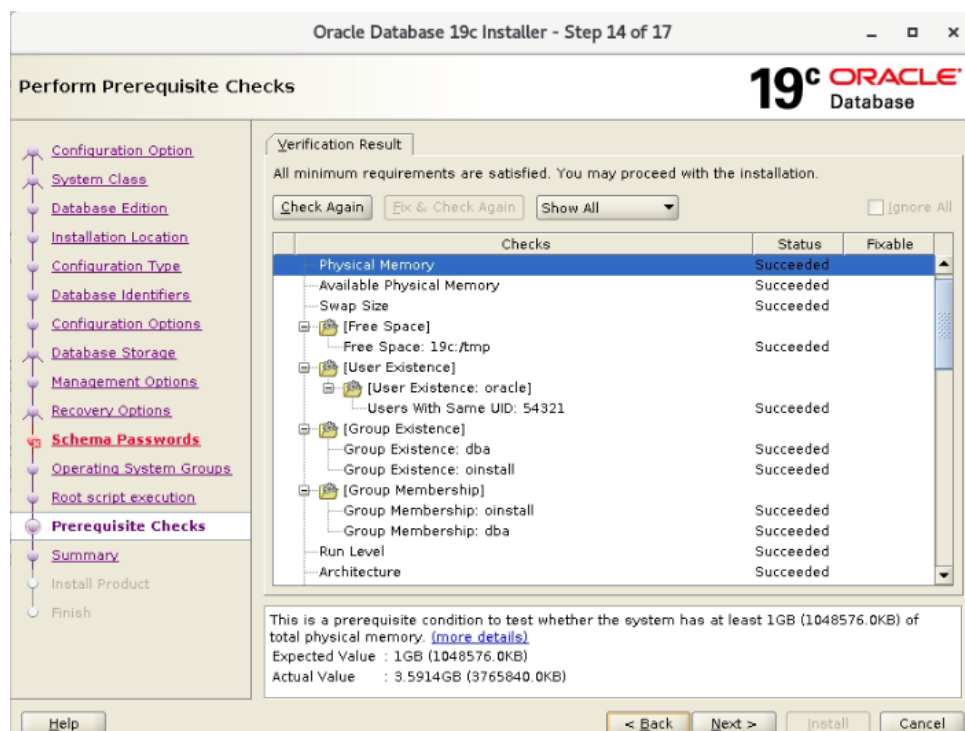 Oracle Database 19c Installer - Step 14 of 17
Perform Prerequisite Checks
19c ORACLE
Database
Configuration Option
System Class
Database Edition
Installation Location
Configuration Type
Database Identifiers
Configuration Options
Database Storage
Management Options
Recovery Options
Schema Passwords
Operating System Groups
Root script execution
Prerequisite Checks
Summary
Install Product
Finish
Verification Result
All minimum requirements are satisfied. You may proceed with the installation.
Check Again Fix & Check Again Show All Ignore All
Checks Status Fixable
Physical Memory Succeeded
Available Physical Memory Succeeded
Swap Size Succeeded
[Free Space]
Free Space: 19c:/tmp Succeeded
[User Existence]
[User Existence: oracle]
Users With Same UID: 54321 Succeeded
[Group Existence]
Group Existence: dba Succeeded
Group Existence: oinstall Succeeded
[Group Membership]
Group Membership: oinstall Succeeded
Group Membership: dba Succeeded
Run Level Succeeded
Architecture Succeeded
This is a prerequisite condition to test whether the system has at least 1GB (1048576.0KB) of
total physical memory. (more details)
Expected Value : 1GB (1048576.0KB)
Actual Value : 3.5914GB (3765840.0KB)
Help < Back Next > Install Cancel